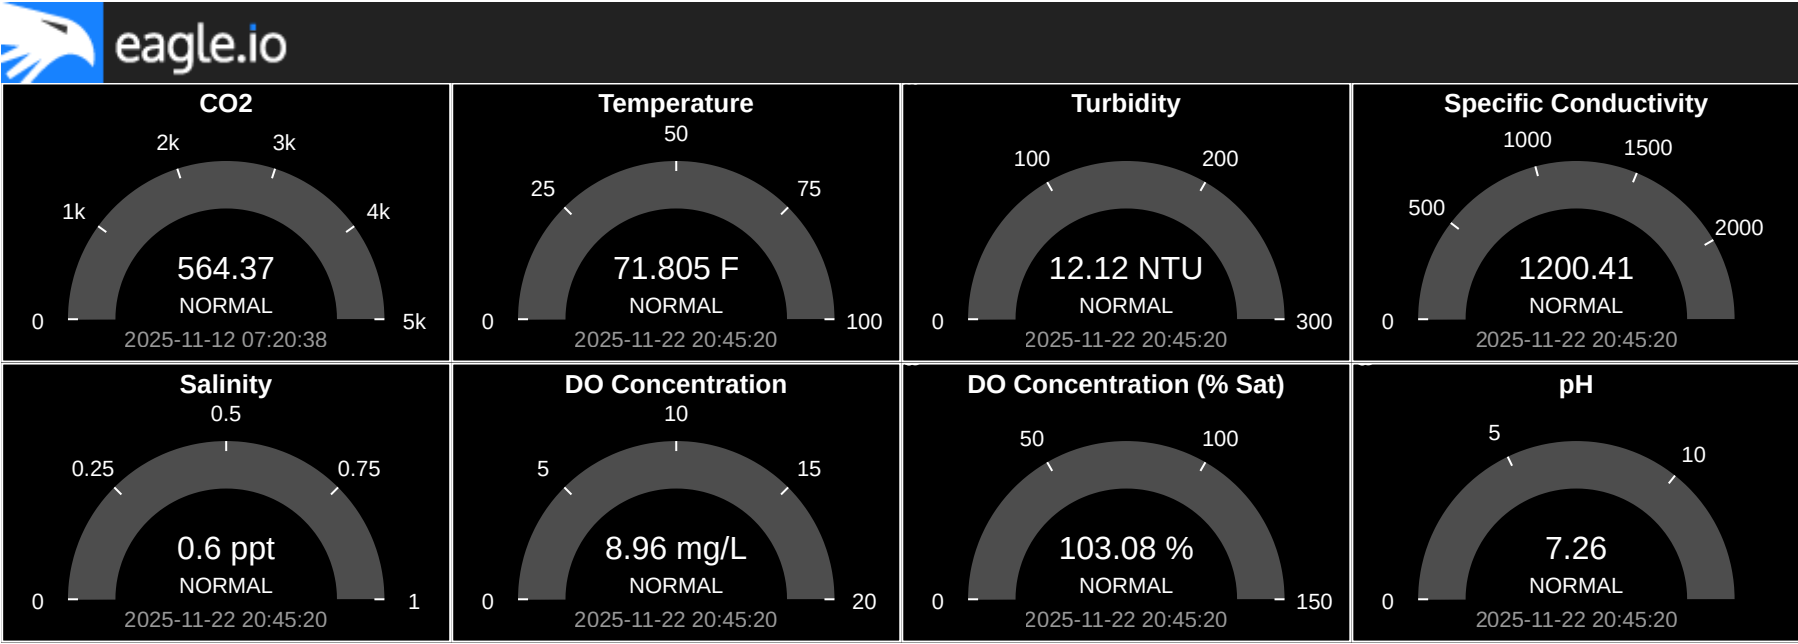 eagle.io
CO2
2k
3k
1k
4k
564.37
NORMAL
0
5k
2025-11-12 07:20:38
Temperature
50
25
75
71.805 F
NORMAL
0
100
2025-11-22 20:45:20
Turbidity
100
200
12.12 NTU
NORMAL
0
300
2025-11-22 20:45:20
Specific Conductivity
1000
1500
500
2000
1200.41
NORMAL
0
2025-11-22 20:45:20
Salinity
0.5
0.25
0.75
0.6 ppt
NORMAL
0
1
2025-11-22 20:45:20
DO Concentration
10
5
15
8.96 mg/L
NORMAL
0
20
2025-11-22 20:45:20
DO Concentration (% Sat)
50
100
103.08 %
NORMAL
0
150
2025-11-22 20:45:20
pH
5
10
7.26
NORMAL
0
2025-11-22 20:45:20